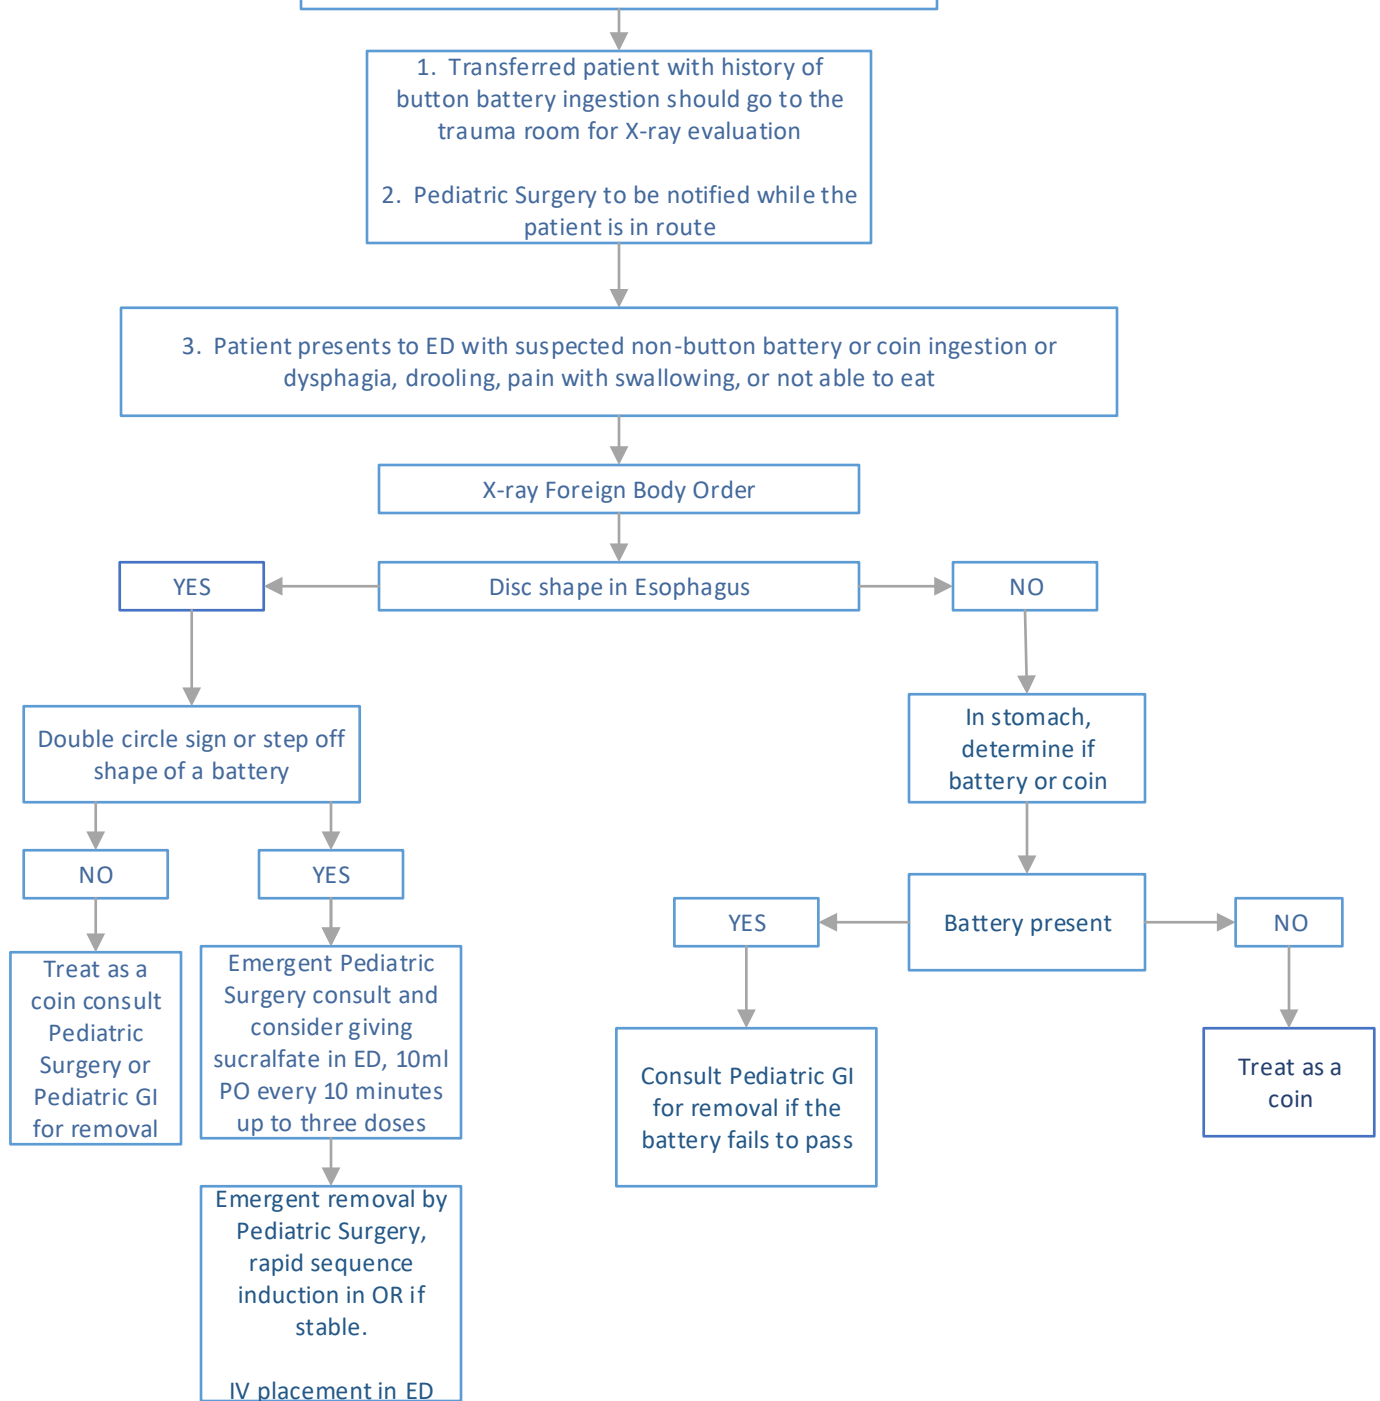 1. Transferred patient with history of
button battery ingestion should go to the
trauma room for X-ray evaluation
2. Pediatric Surgery to be notified while the
patient is in route
3. Patient presents to ED with suspected non-button battery or coin ingestion or
dysphagia, drooling, pain with swallowing, or not able to eat
X-ray Foreign Body Order
YES
Disc shape in Esophagus
NO
Double circle sign or step off
shape of a battery
In stomach,
determine if
battery or coin
NO
YES
YES
Battery present
NO
Treat as a
coin consult
Pediatric
Surgery or
Pediatric GI
for removal
Emergent Pediatric
Surgery consult and
consider giving
sucralfate in ED, 10ml
PO every 10 minutes
up to three doses
Consult Pediatric GI
for removal if the
battery fails to pass
Treat as a
coin
Emergent removal by
Pediatric Surgery,
rapid sequence
induction in OR if
stable.
IV placement in ED